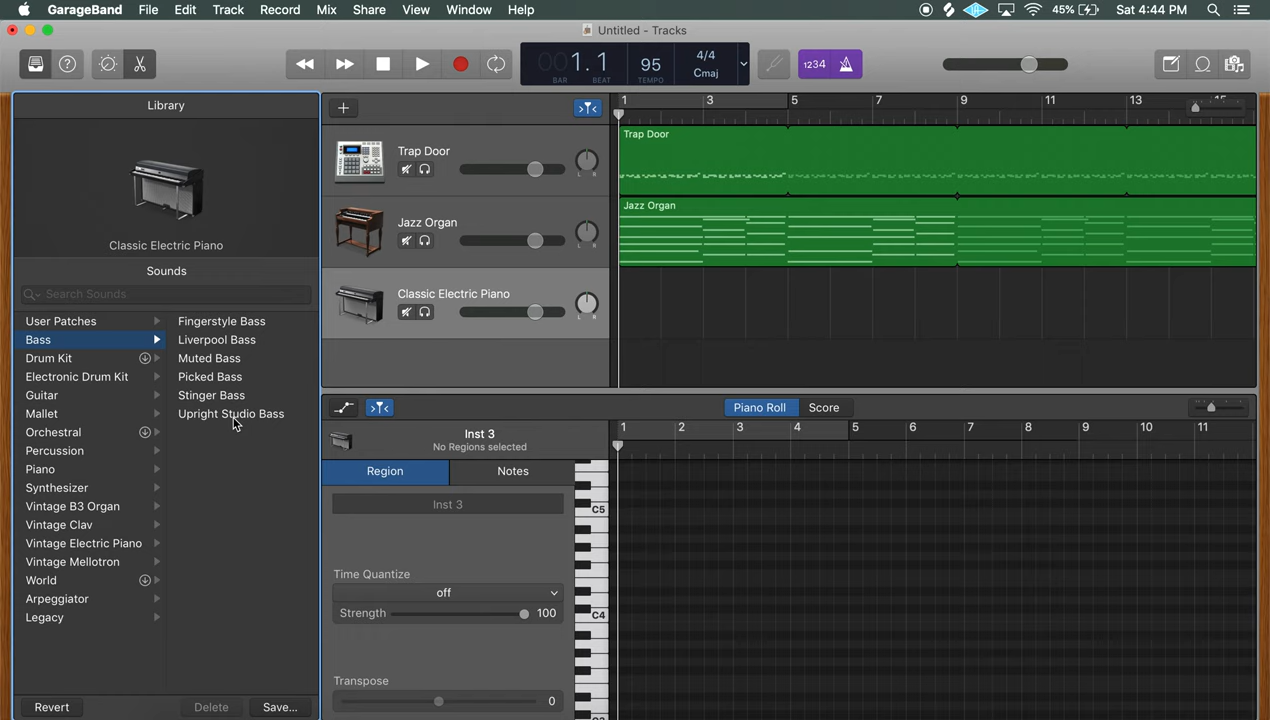 GarageBand File Edit Track Record Mix Share View Window Help 45% Sat 4:44 PM
Untitled - Tracks
001.1 95 4/4
BAR BEAT TEMPO Cmaj
1234
Library
Classic Electric Piano
Sounds
Search Sounds
User Patches
Bass
Drum Kit
Electronic Drum Kit
Guitar
Mallet
Orchestral
Percussion
Piano
Synthesizer
Vintage B3 Organ
Vintage Clav
Vintage Electric Piano
Vintage Mellotron
World
Arpeggiator
Legacy
Fingerstyle Bass
Liverpool Bass
Muted Bass
Picked Bass
Stinger Bass
Upright Studio Bass
Revert Delete Save...
1 3 5 7 9 11 13 15
Trap Door
L R
Trap Door
Jazz Organ
L R
Jazz Organ
Classic Electric Piano
L R
Piano Roll Score
Inst 3
No Regions selected
1 2 3 4 5 6 7 8 9 10 11
Region Notes
Inst 3
Time Quantize
off
Strength 100
Transpose
0
C5
C4